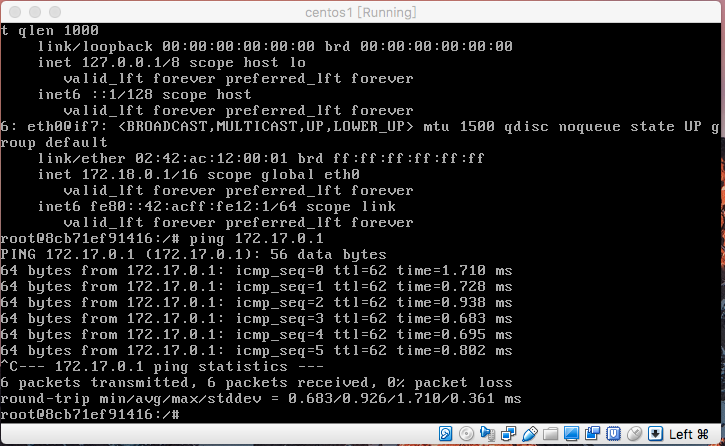 centos1 [Running]
t qlen 1000
link/loopback 00:00:00:00:00:00 brd 00:00:00:00:00:00
inet 127.0.0.1/8 scope host lo
valid_lft forever preferred_lft forever
inet6 ::1/128 scope host
valid_lft forever preferred_lft forever
6: eth0@if7: <BROADCAST,MULTICAST,UP,LOWER_UP> mtu 1500 qdisc noqueue state UP g
roup default
link/ether 02:42:ac:12:00:01 brd ff:ff:ff:ff:ff:ff
inet 172.18.0.1/16 scope global eth0
valid_lft forever preferred_lft forever
inet6 fe80::42:acff:fe12:1/64 scope link
valid_lft forever preferred_lft forever
root@8cb71ef91416:/# ping 172.17.0.1
PING 172.17.0.1 (172.17.0.1): 56 data bytes
64 bytes from 172.17.0.1: icmp_seq=0 ttl=62 time=1.710 ms
64 bytes from 172.17.0.1: icmp_seq=1 ttl=62 time=0.728 ms
64 bytes from 172.17.0.1: icmp_seq=2 ttl=62 time=0.938 ms
64 bytes from 172.17.0.1: icmp_seq=3 ttl=62 time=0.683 ms
64 bytes from 172.17.0.1: icmp_seq=4 ttl=62 time=0.695 ms
64 bytes from 172.17.0.1: icmp_seq=5 ttl=62 time=0.802 ms
^C--- 172.17.0.1 ping statistics ---
6 packets transmitted, 6 packets received, 0% packet loss
round-trip min/avg/max/stddev = 0.683/0.926/1.710/0.361 ms
root@8cb71ef91416:/#
Left ⌘